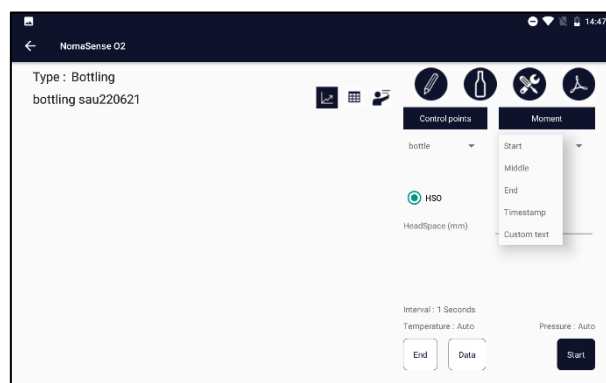 14:47
NomaSense O2
Type : Bottling
bottling sau220621
Control points
Moment
bottle
Start
Middle
End
Timestamp
Custom text
HS0
HeadSpace (mm)
Interval : 1 Seconds
Temperature : Auto
Pressure : Auto
End
Data
Start